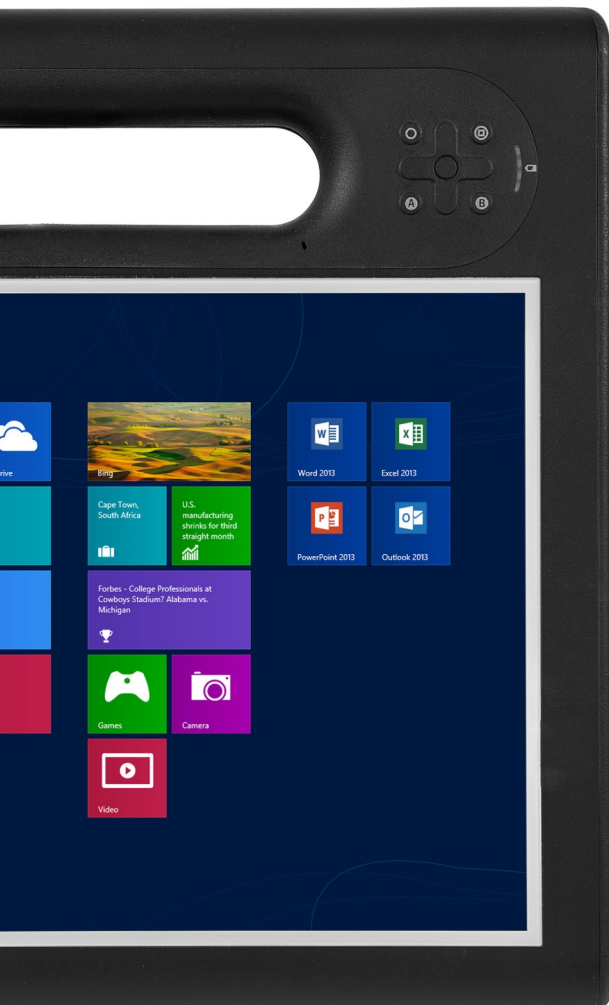 A
B
rive
Bing
Word 2013
Excel 2013
Cape Town,
South Africa
U.S.
manufacturing
shrinks for third
straight month
PowerPoint 2013
Outlook 2013
Forbes - College Professionals at
Cowboys Stadium? Alabama vs.
Michigan
Games
Camera
Video